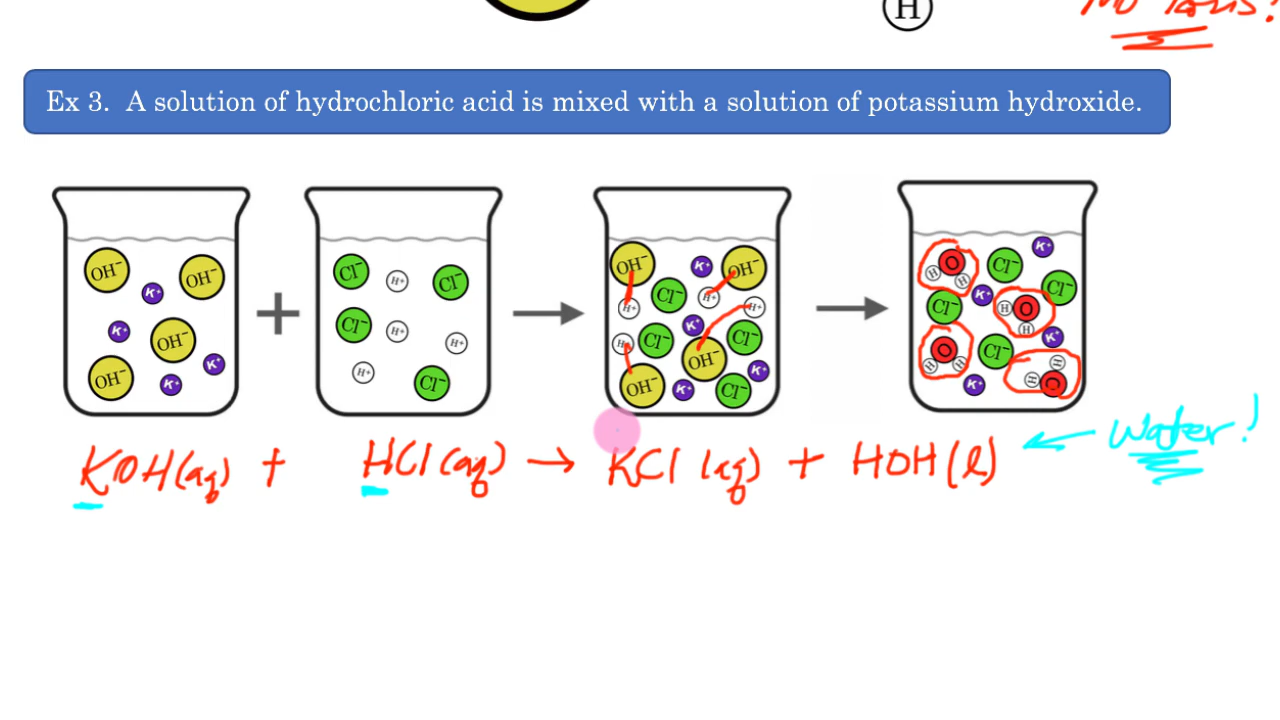 H
No Ions!
Ex 3. A solution of hydrochloric acid is mixed with a solution of potassium hydroxide.
OH⁻ OH⁻ K⁺ K⁺ OH⁻ K⁺ OH⁻ K⁺
+
Cl⁻ H⁺ Cl⁻ Cl⁻ H⁺ H⁺ H⁺ Cl⁻
OH⁻ K⁺ OH⁻ Cl⁻ H⁺ H⁺ H⁺ K⁺ H⁺ Cl⁻ Cl⁻ OH⁻ K⁺ OH⁻ K⁺ Cl⁻
K⁺ O H H Cl⁻ Cl⁻ K⁺ Cl⁻ H O H K⁺ O H H Cl⁻ H H O K⁺
KOH(aq) + HCl(aq) → KCl(aq) + HOH(l) ← Water!